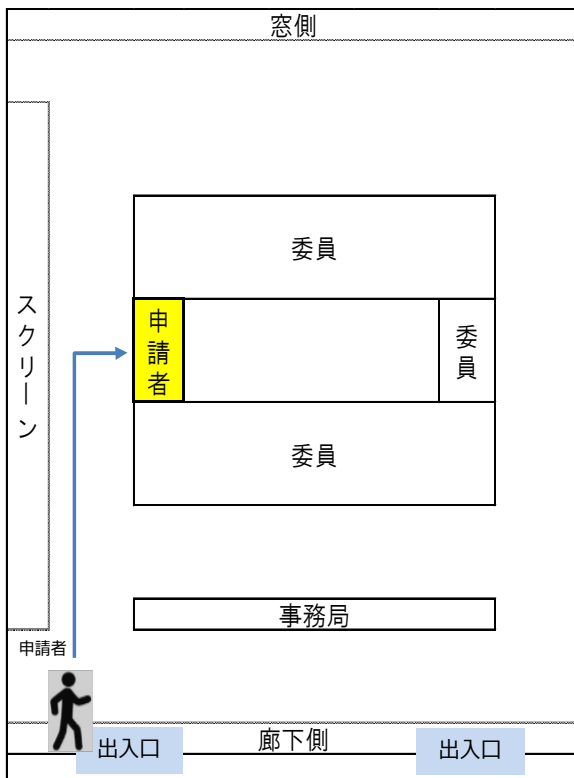 窓側
委員
スクリーン
申請者
委員
委員
事務局
申請者
出入口
廊下側
出入口